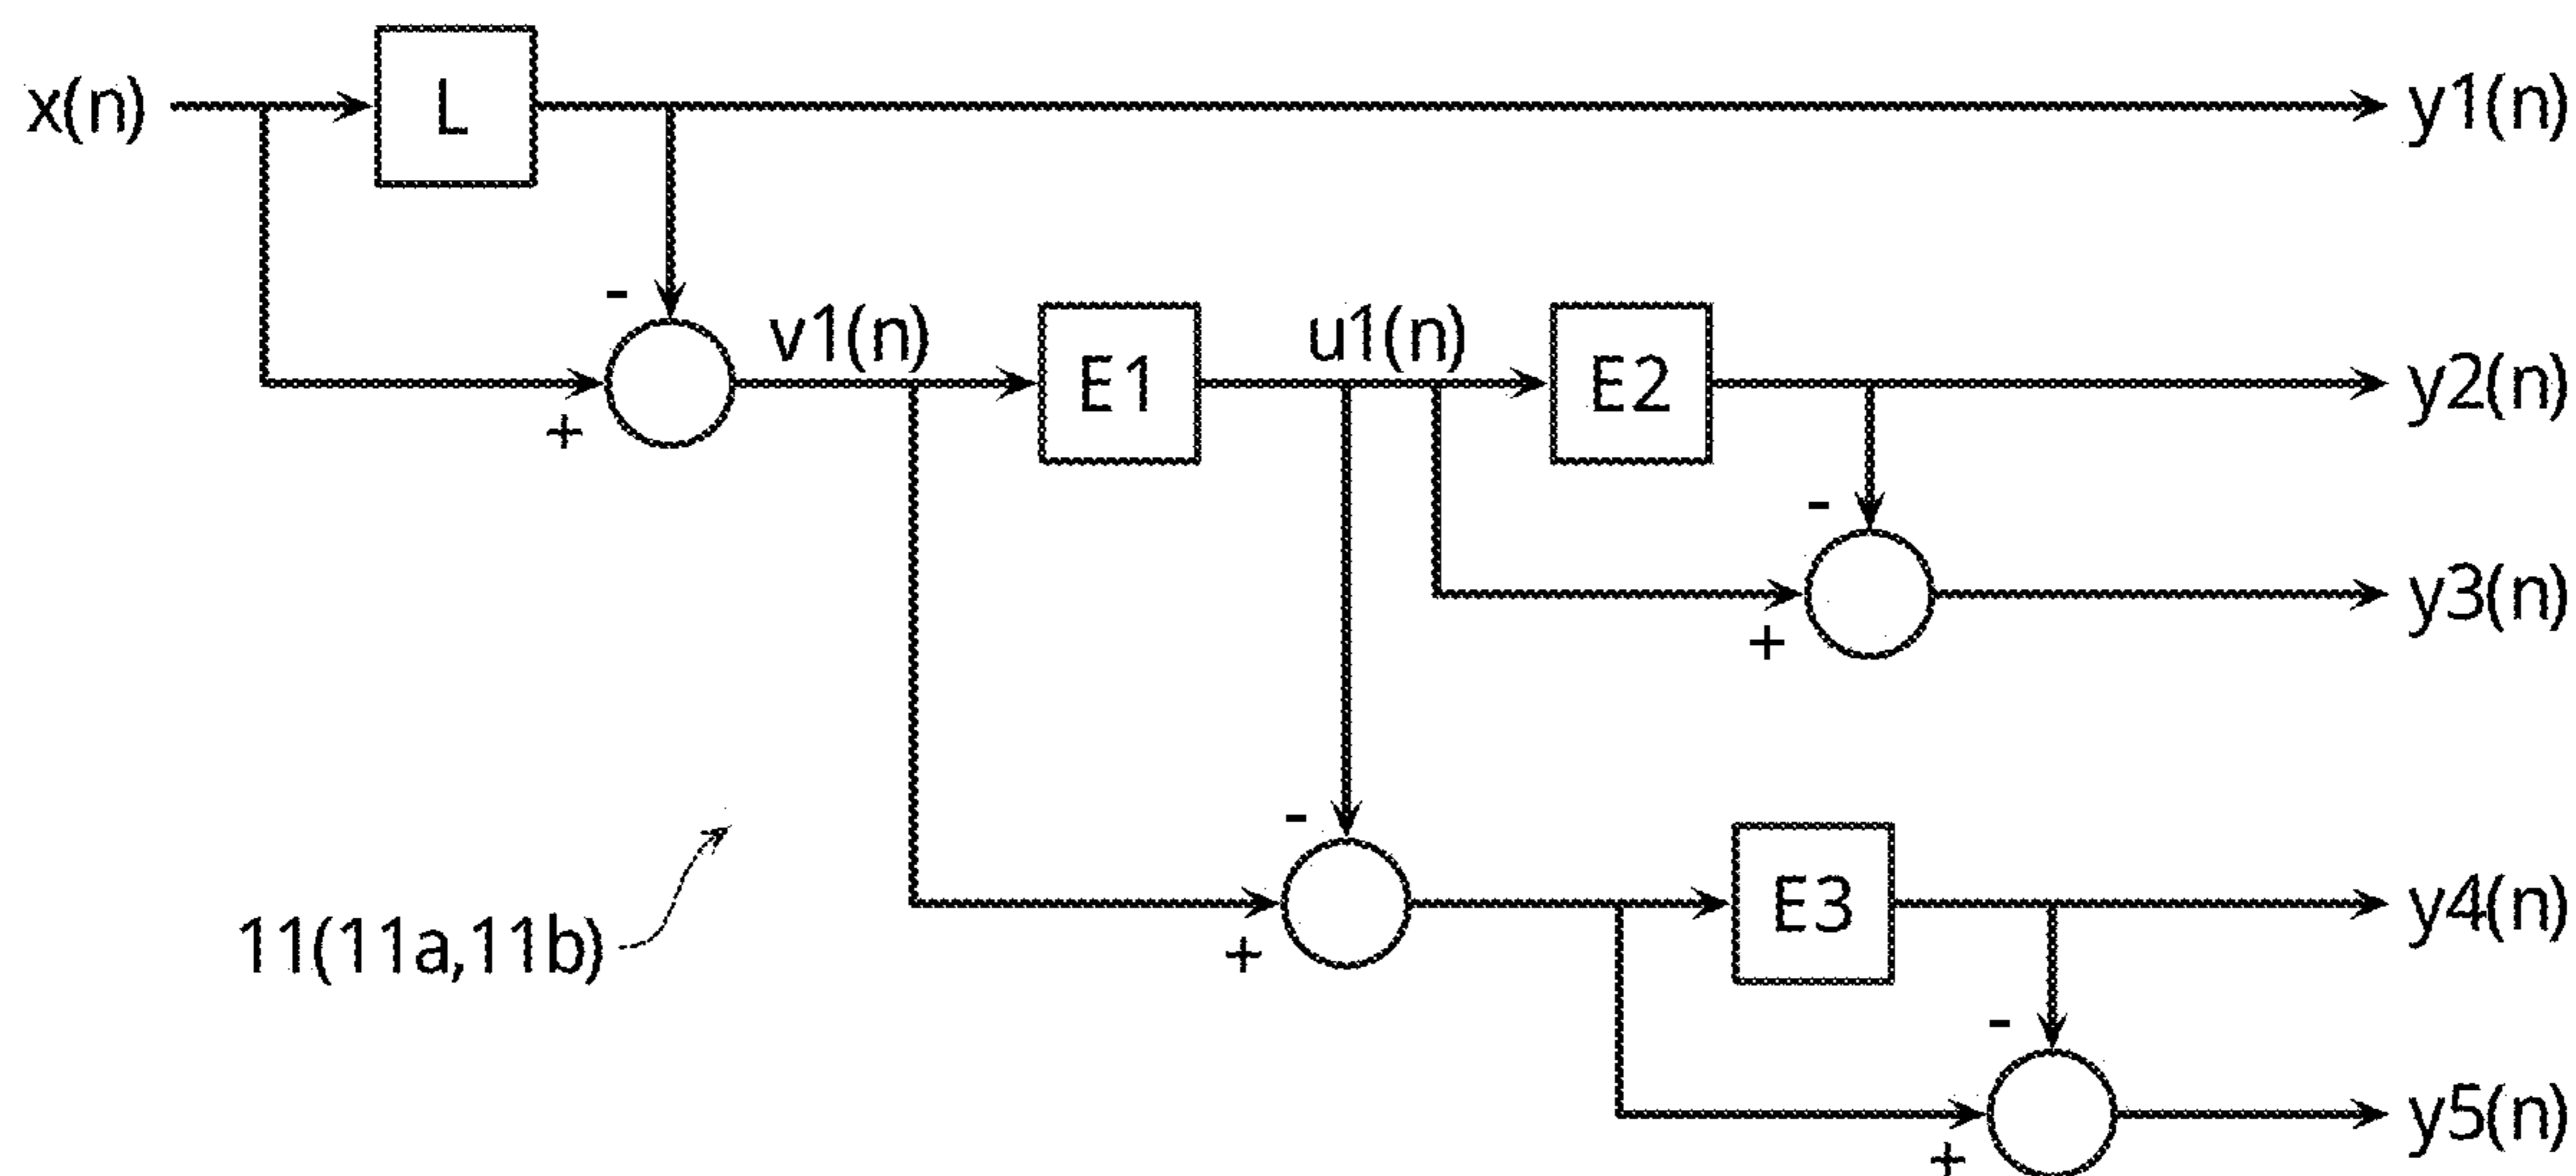 x(n)
L
y1(n)
-
+
v1(n)
E1
u1(n)
E2
y2(n)
-
+
y3(n)
-
+
E3
y4(n)
11(11a,11b)
-
+
y5(n)